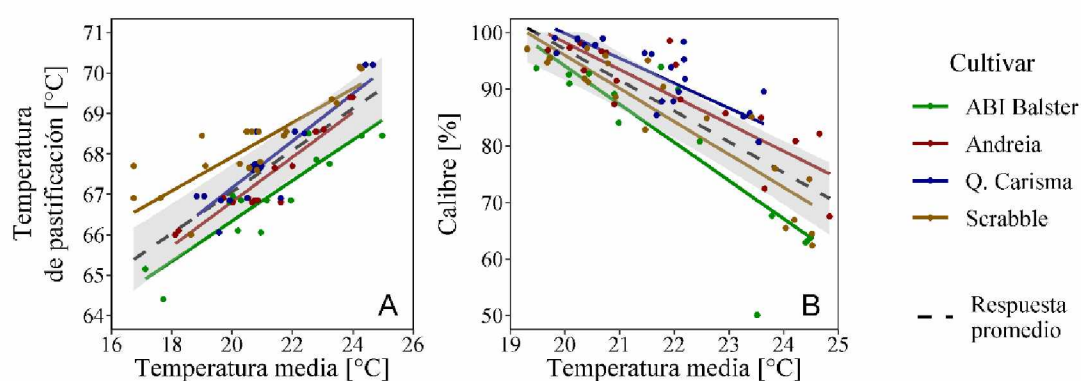 Temperatura
de pastificación [°C]
71
70
69
68
67
66
65
64
16
18
20
22
24
26
Temperatura media [°C]
A
Calibre [%]
100
90
80
70
60
50
19
20
21
22
23
24
25
Temperatura media [°C]
B
Cultivar
ABI Balster
Andreia
Q. Carisma
Scrabble
Respuesta
promedio